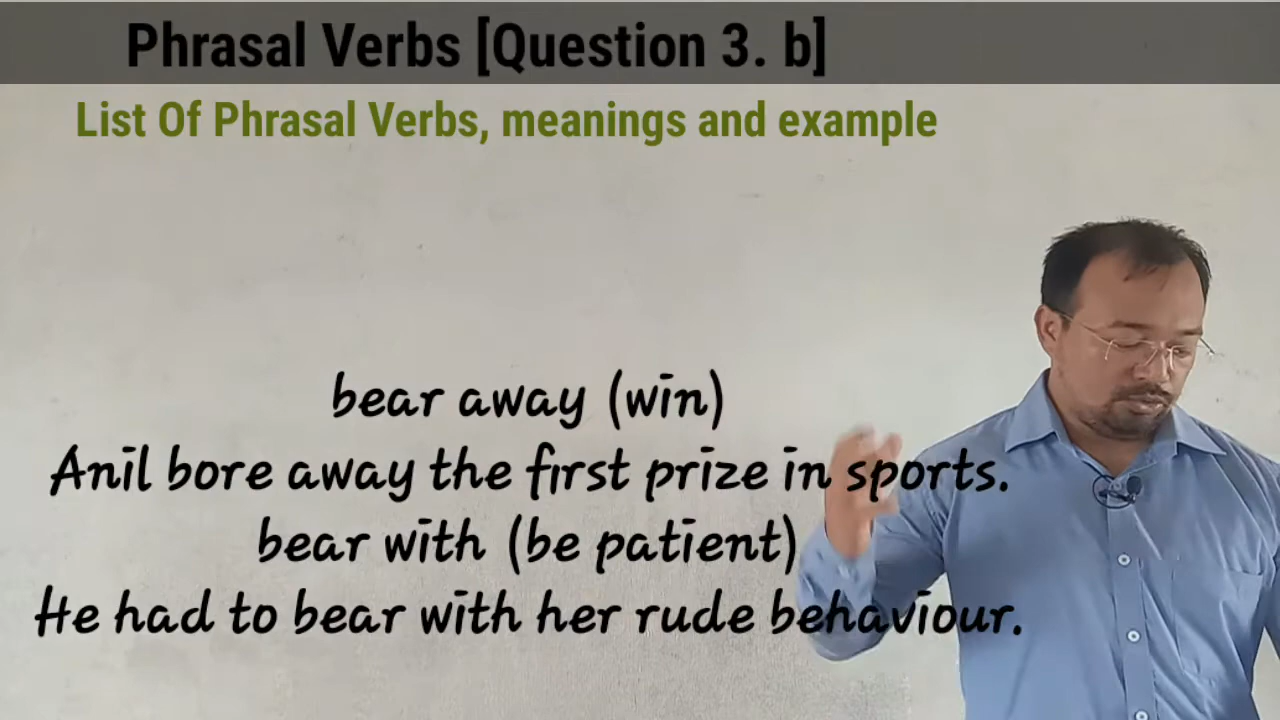 Phrasal Verbs [Question 3. b]
List Of Phrasal Verbs, meanings and example
bear away (win)
Anil bore away the first prize in sports.
bear with (be patient)
He had to bear with her rude behaviour.